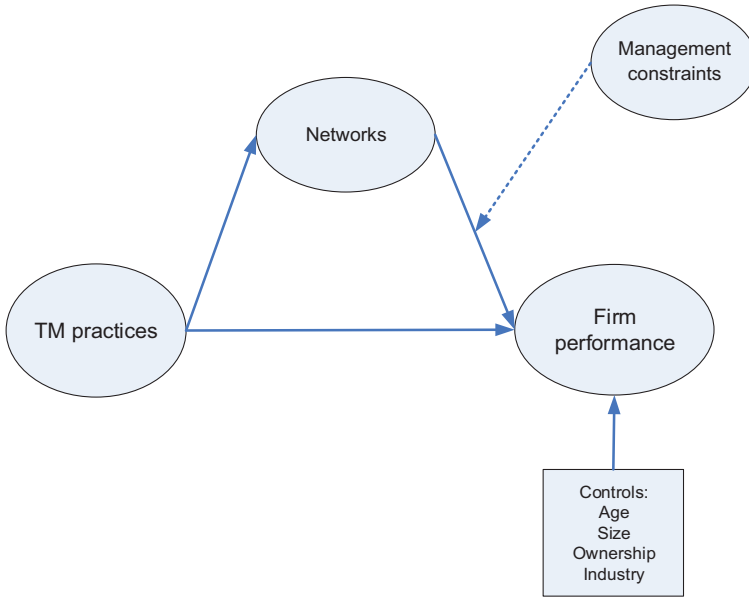 Management
constraints
Networks
TM practices
Firm
performance
Controls:
Age
Size
Ownership
Industry